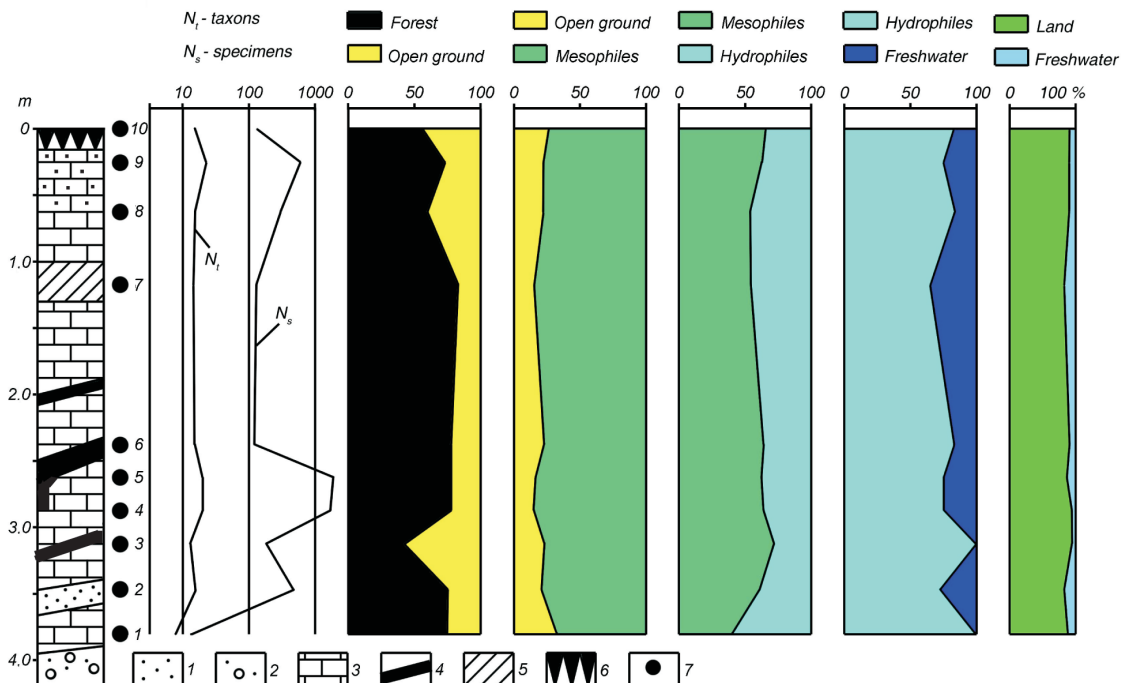 Nt - taxons Forest Open ground Mesophiles Hydrophiles Land
Ns - specimens Open ground Mesophiles Hydrophiles Freshwater Freshwater
m 10 100 1000 0 50 100 0 50 100 0 50 100 0 50 100 0 100 %
0 10
9
8
1.0 Nt
7
Ns
2.0
6
5
4
3.0
3
2
1
4.0 1 2 3 4 5 6 7